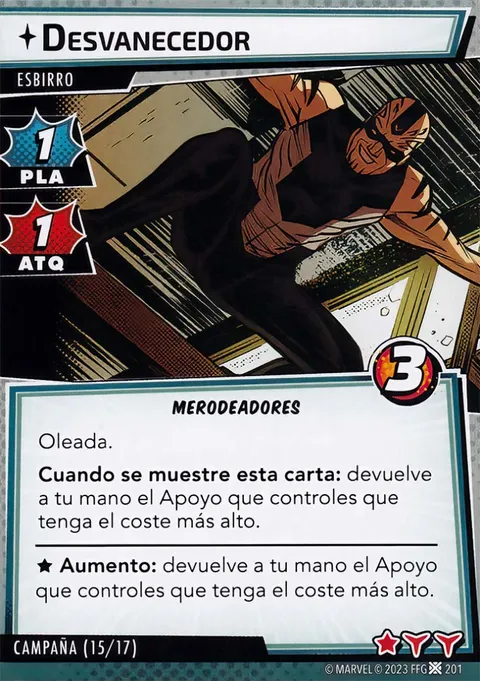 DESVANECEDOR
ESBIRRO
1
PLA
1
ATQ
3
MERODEADORES
Oleada.
Cuando se muestre esta carta: devuelve
a tu mano el Apoyo que controles que
tenga el coste más alto.
★ Aumento: devuelve a tu mano el Apoyo
que controles que tenga el coste más alto.
CAMPAÑA (15/17)
© MARVEL © 2023 FFG 201